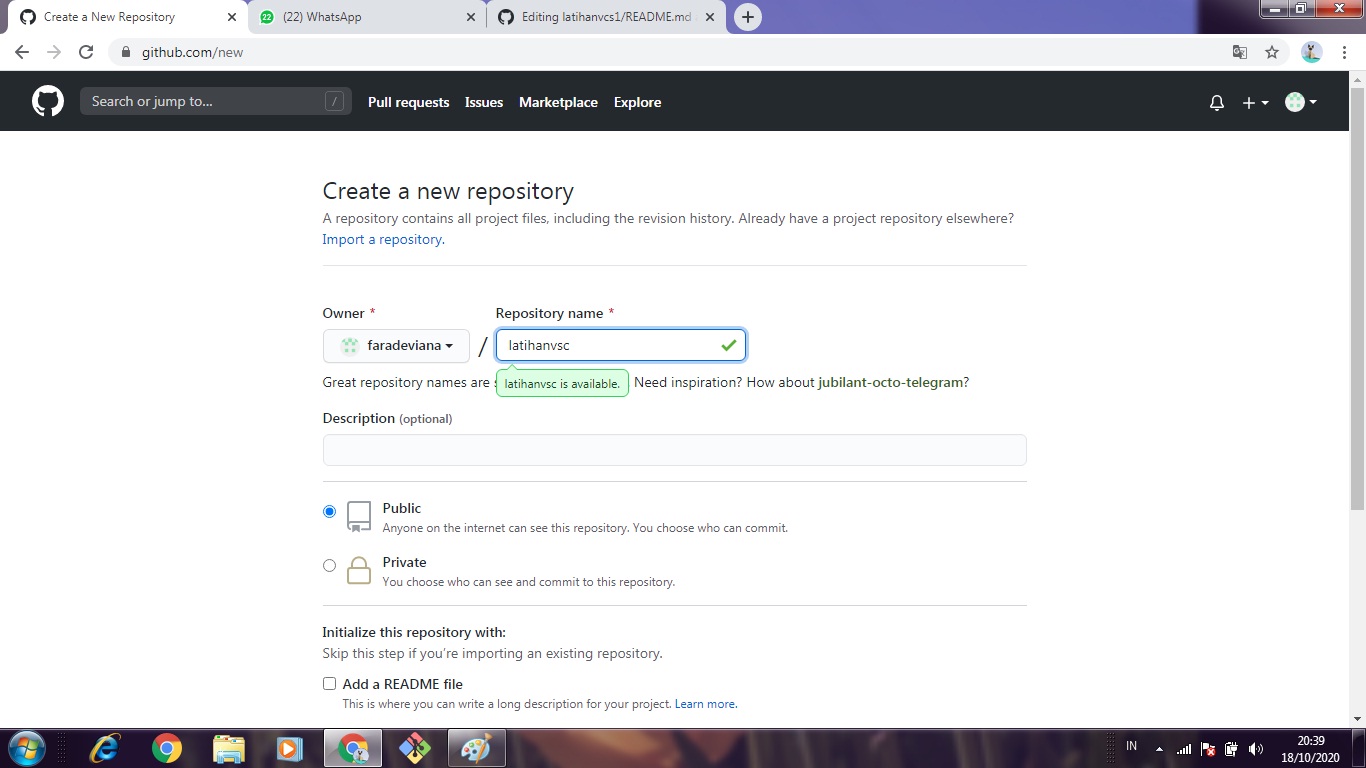 Create a New Repository
22
(22) WhatsApp
Editing latihanvcs1/README.md
github.com/new
Search or jump to...
/
Pull requests
Issues
Marketplace
Explore
Create a new repository
A repository contains all project files, including the revision history. Already have a project repository elsewhere?
Import a repository.
Owner *
Repository name *
faradeviana
/
latihanvsc
Great repository names are
latihanvsc is available.
Need inspiration? How about jubilant-octo-telegram?
Description (optional)
Public
Anyone on the internet can see this repository. You choose who can commit.
Private
You choose who can see and commit to this repository.
Initialize this repository with:
Skip this step if you're importing an existing repository.
Add a README file
This is where you can write a long description for your project. Learn more.
IN
20:39
18/10/2020